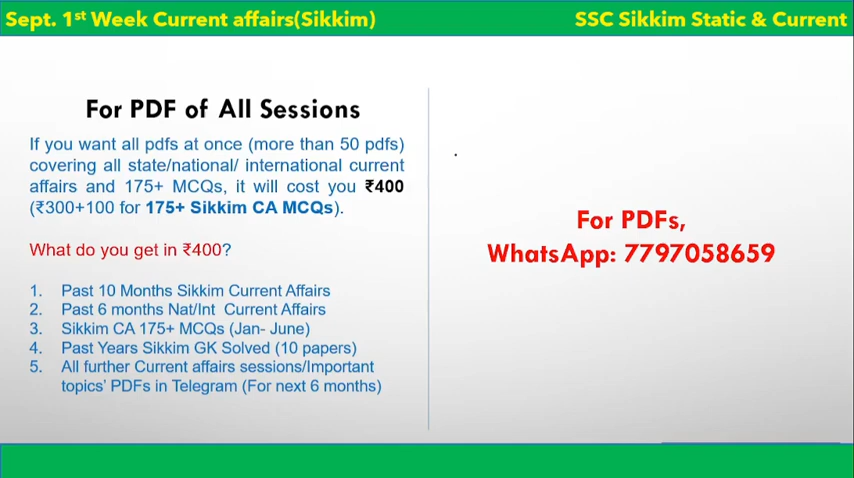 Sept. 1st Week Current affairs(Sikkim)
SSC Sikkim Static & Current
For PDF of All Sessions
If you want all pdfs at once (more than 50 pdfs)
covering all state/national/ international current
affairs and 175+ MCQs, it will cost you ₹400
(₹300+100 for 175+ Sikkim CA MCQs).
What do you get in ₹400?
1. Past 10 Months Sikkim Current Affairs
2. Past 6 months Nat/Int Current Affairs
3. Sikkim CA 175+ MCQs (Jan- June)
4. Past Years Sikkim GK Solved (10 papers)
5. All further Current affairs sessions/Important
topics' PDFs in Telegram (For next 6 months)
For PDFs,
WhatsApp: 7797058659